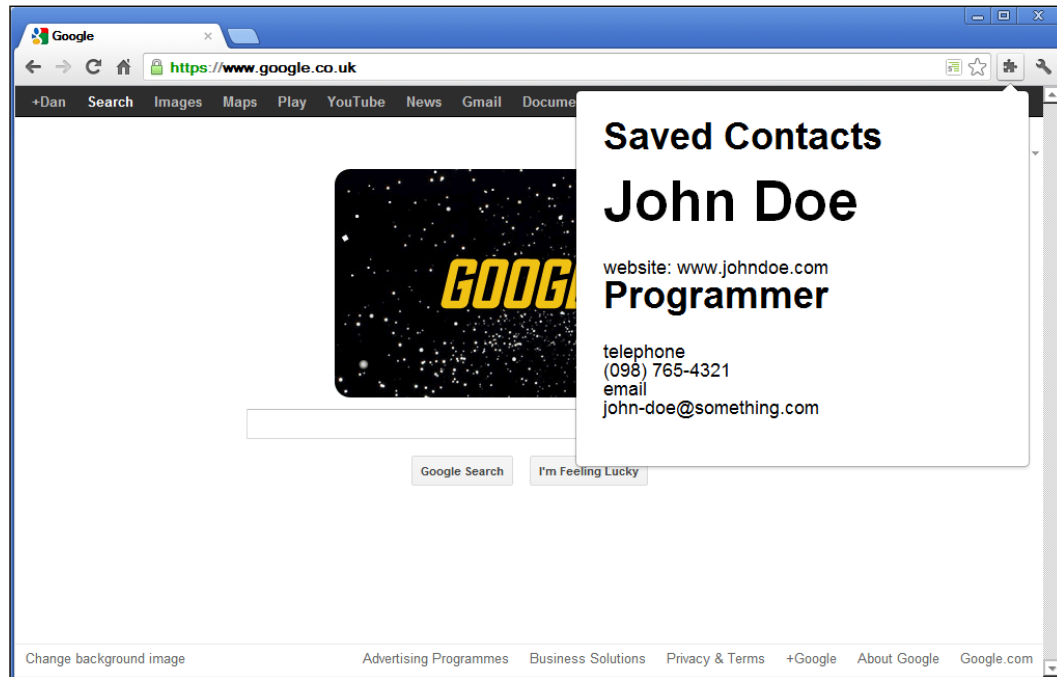 Google
https://www.google.co.uk
+Dan Search Images Maps Play YouTube News Gmail Docume
Saved Contacts
John Doe
website: www.johndoe.com
Programmer
telephone
(098) 765-4321
email
john-doe@something.com
GOOG
Google Search I'm Feeling Lucky
Change background image Advertising Programmes Business Solutions Privacy & Terms +Google About Google Google.com